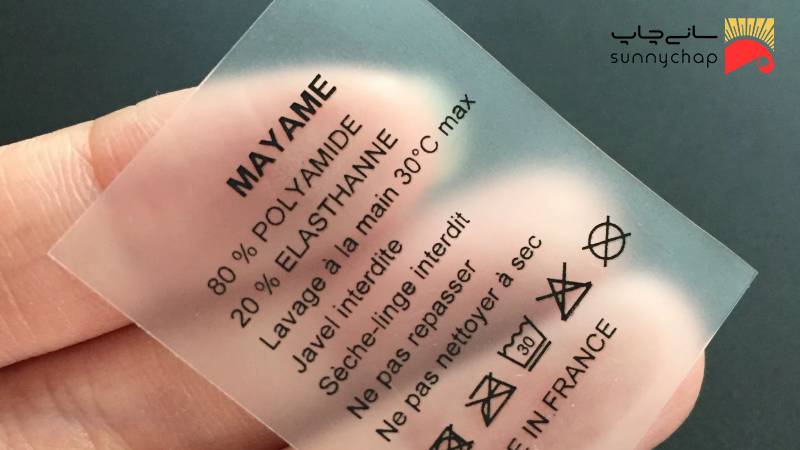 سانی‌چاپ
sunnychap
MAYAME
80 % POLYAMIDE
20 % ELASTHANNE
Lavage à la main 30°C max
Javel interdite
Sèche-linge interdit
Ne pas repasser
Ne pas nettoyer à sec
30
IN FRANCE